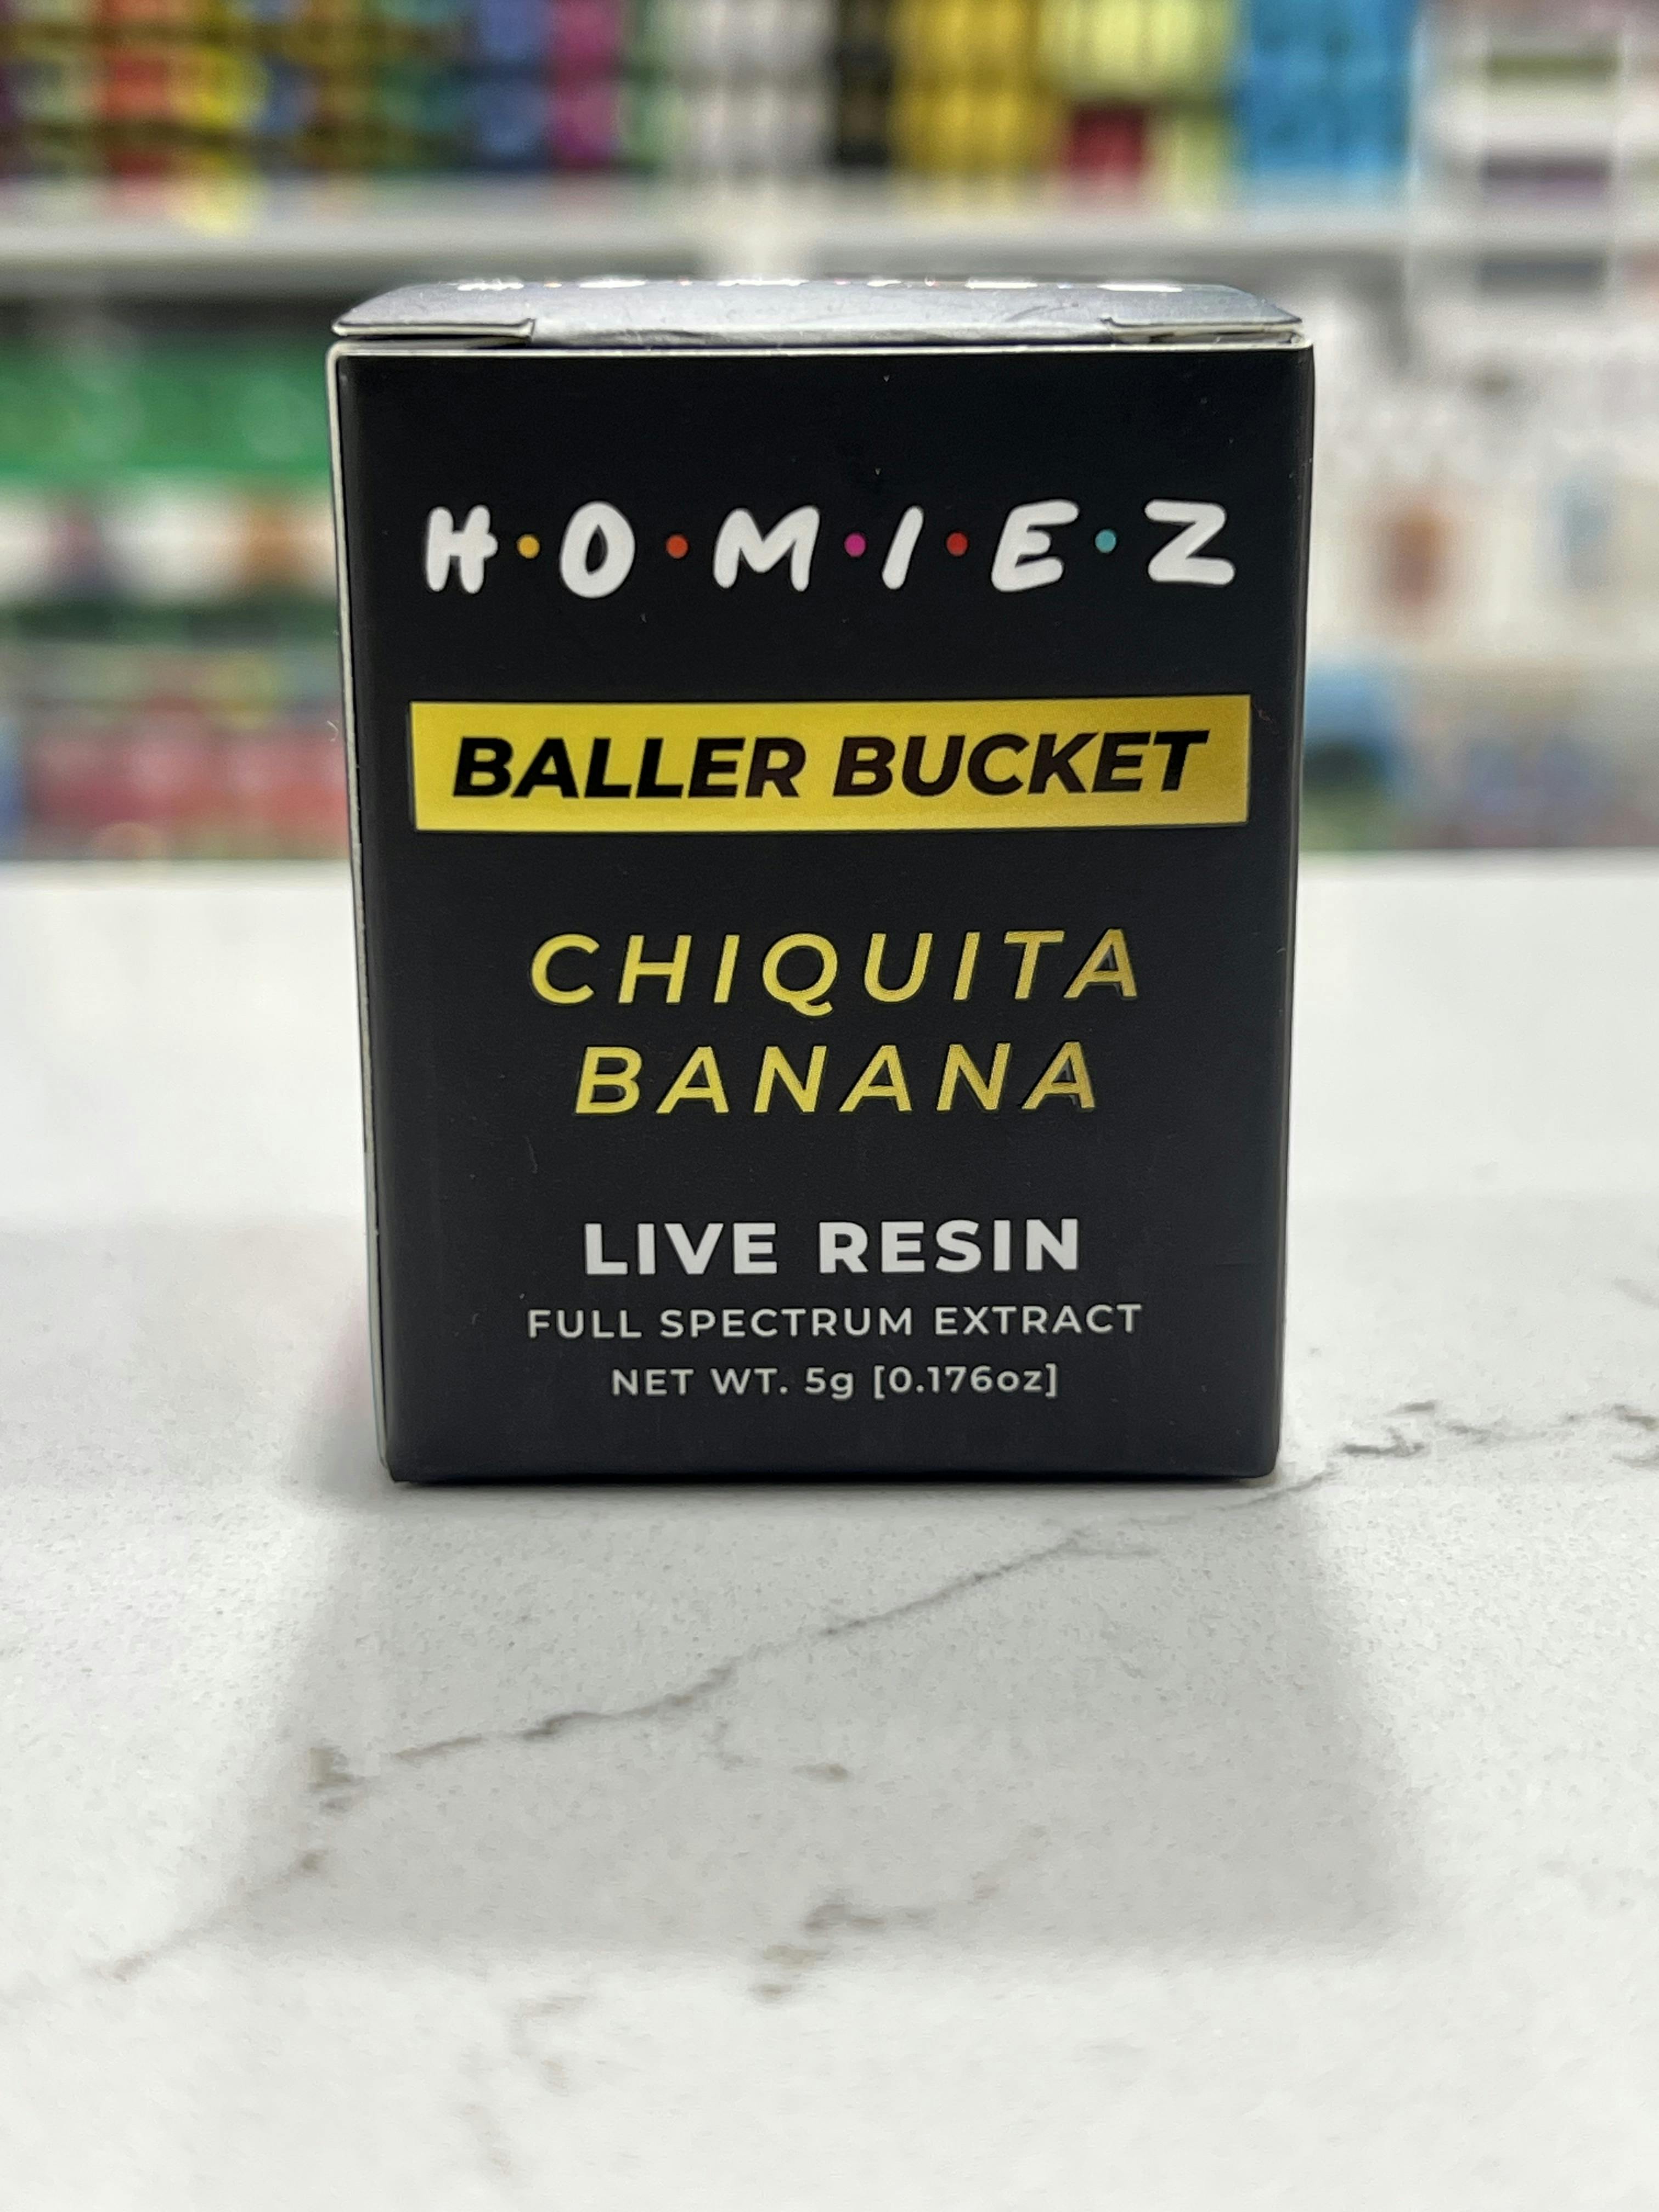 H·O·M·I·E·Z
BALLER BUCKET
CHIQUITA
BANANA
LIVE RESIN
FULL SPECTRUM EXTRACT
NET WT. 5g [0.176oz]